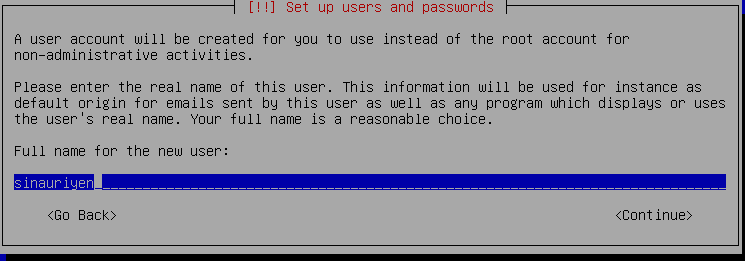 [!!] Set up users and passwords
A user account will be created for you to use instead of the root account for
non-administrative activities.
Please enter the real name of this user. This information will be used for instance as
default origin for emails sent by this user as well as any program which displays or uses
the user's real name. Your full name is a reasonable choice.
Full name for the new user:
sinauriyen
<Go Back> <Continue>